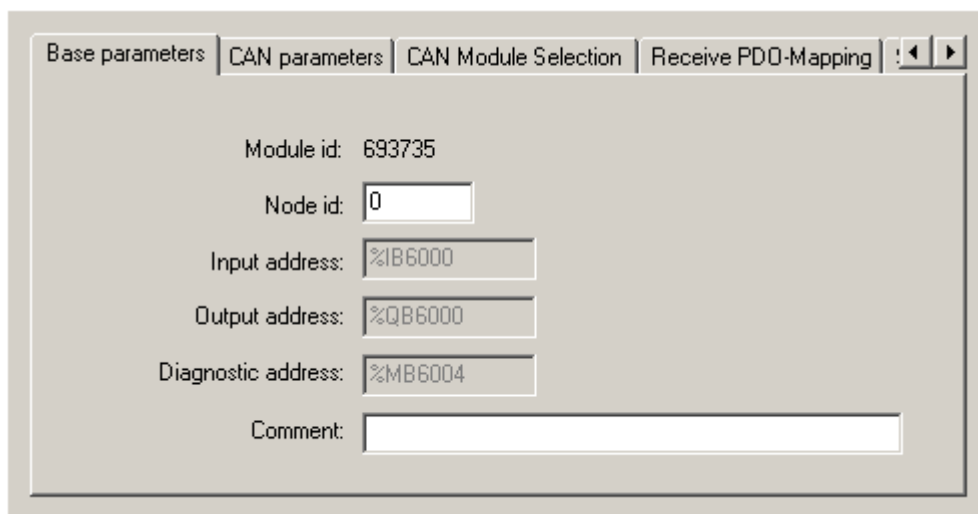 Base parameters CAN parameters CAN Module Selection Receive PDO-Mapping
Module id: 693735
Node id: 0
Input address: %IB6000
Output address: %QB6000
Diagnostic address: %MB6004
Comment: